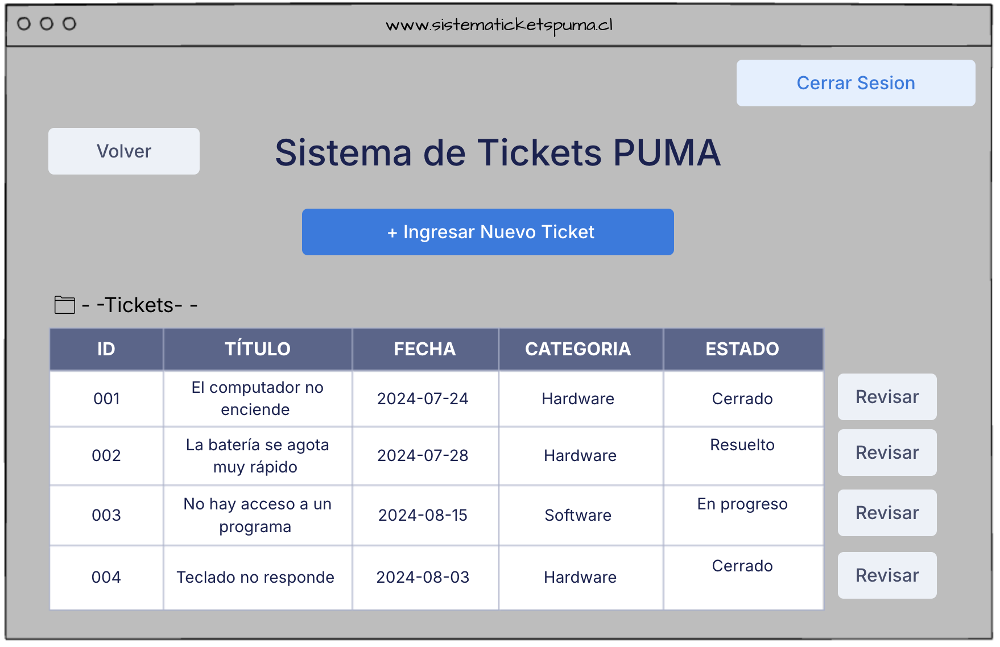 www.sistematicketspuma.cl
Cerrar Sesion
Volver
Sistema de Tickets PUMA
+ Ingresar Nuevo Ticket
- -Tickets- -
ID TÍTULO FECHA CATEGORIA ESTADO
El computador no
001 2024-07-24 Hardware Cerrado Revisar
enciende
La batería se agota Resuelto
002 2024-07-28 Hardware Revisar
muy rápido
No hay acceso a un En progreso
003 2024-08-15 Software Revisar
programa
Cerrado
004 Teclado no responde 2024-08-03 Hardware Revisar